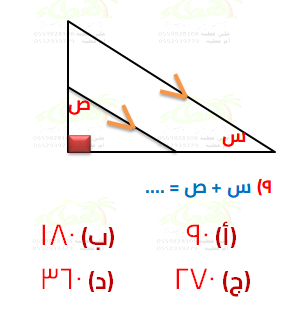 ص
س
٩) س + ص = ....
(أ) ٩٠ (ب) ١٨٠
(ج) ٢٧٠ (د) ٣٦٠